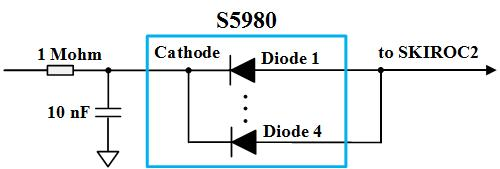 S5980
1 Mohm
Cathode
Diode 1
to SKIROC2
10 nF
Diode 4